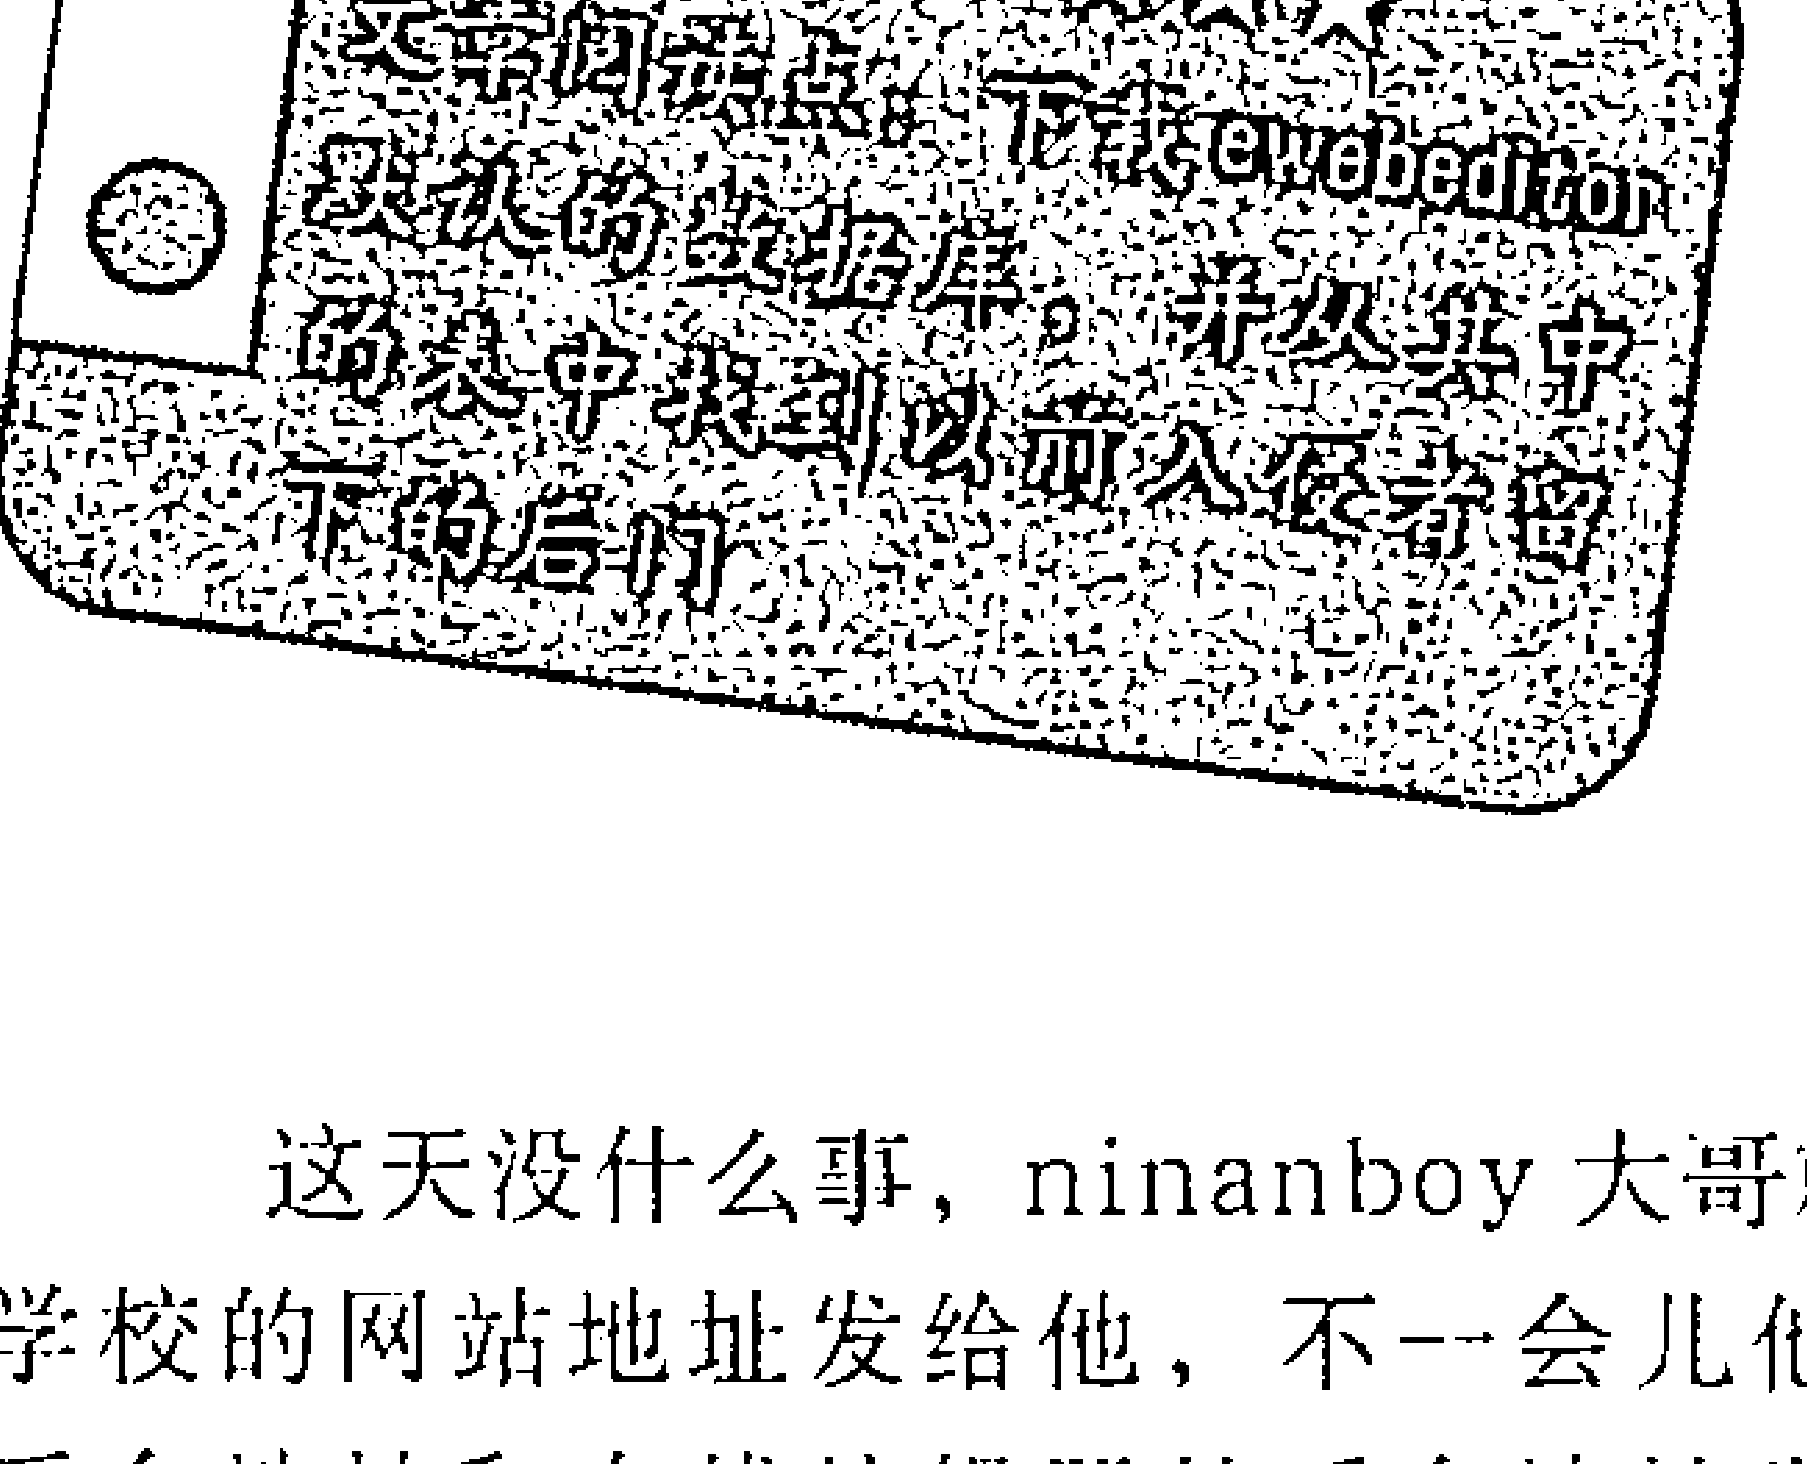 下载ewebeditor
默认的数据库。并从其中
的表中找到以前入侵者留
下的后门
这天没什么事，ninanboy大哥
学校的网站地址发给他，不一会儿他